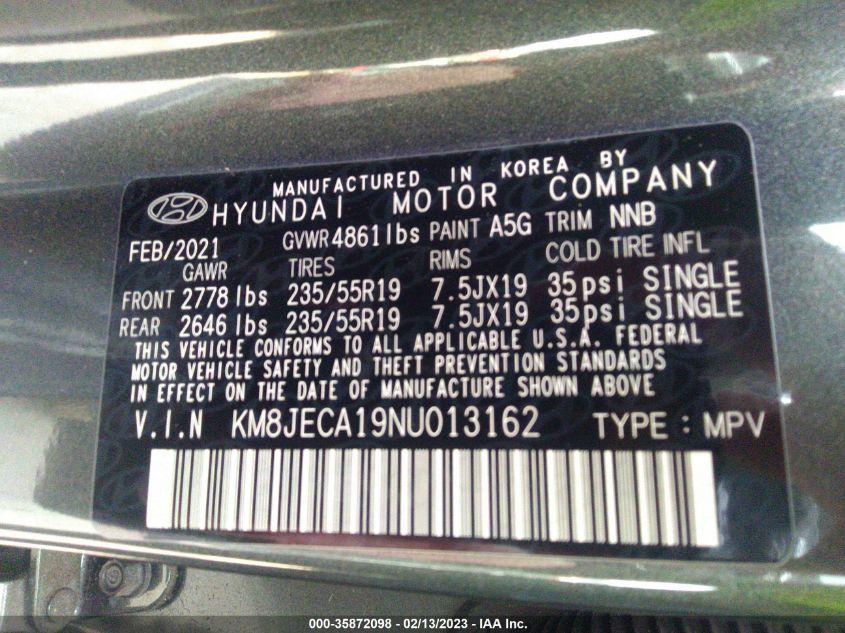 MANUFACTURED IN KOREA BY
HYUNDAI MOTOR COMPANY
FEB/2021 GVWR 4861 lbs PAINT A5G TRIM NNB
GAWR TIRES RIMS COLD TIRE INFL
FRONT 2778 lbs 235/55R19 7.5JX19 35psi SINGLE
REAR 2646 lbs 235/55R19 7.5JX19 35psi SINGLE
THIS VEHICLE CONFORMS TO ALL APPLICABLE U.S.A. FEDERAL
MOTOR VEHICLE SAFETY AND THEFT PREVENTION STANDARDS
IN EFFECT ON THE DATE OF MANUFACTURE SHOWN ABOVE
V.I.N KM8JECA19NU013162 TYPE : MPV
000-35872098 - 02/13/2023 - IAA Inc.